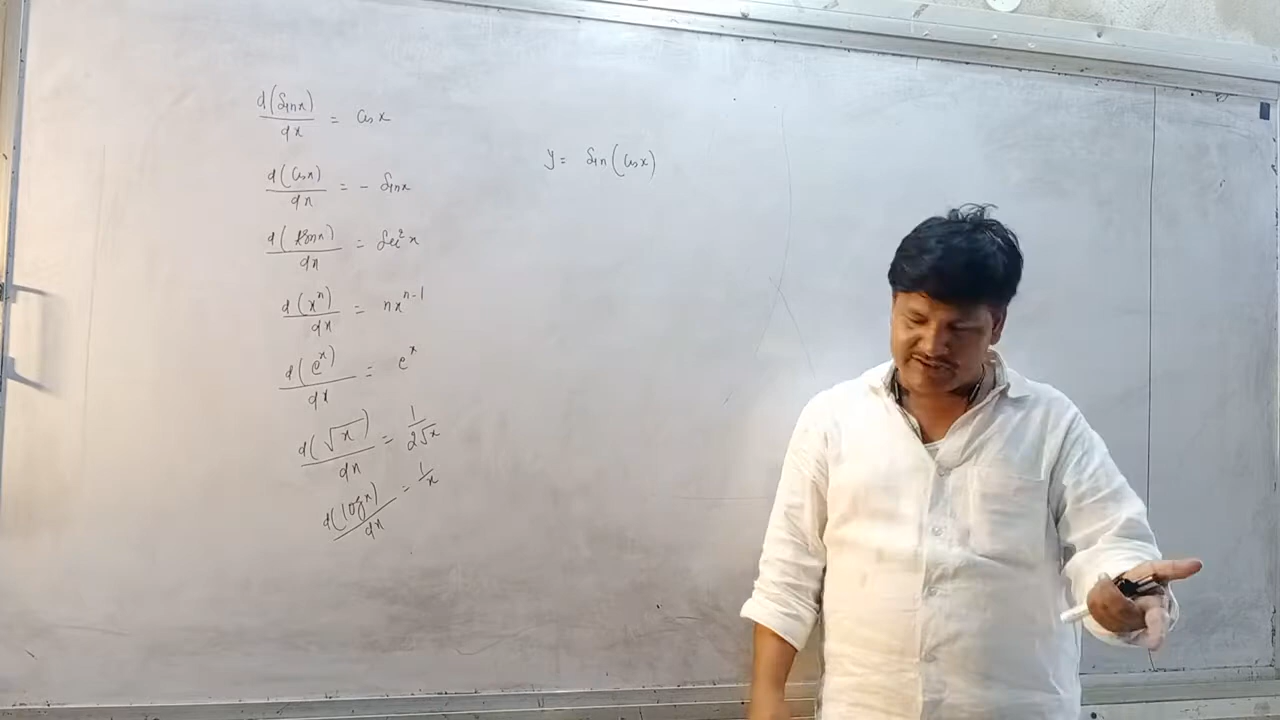 d(Sinx)/dx = Cosx
d(Cosx)/dx = - Sinx
d(tanx)/dx = Sec²x
d(xⁿ)/dx = nxⁿ⁻¹
d(eˣ)/dx = eˣ
d(√x)/dx = 1/2√x
d(logx)/dx = 1/x
y = Sin(Cosx)